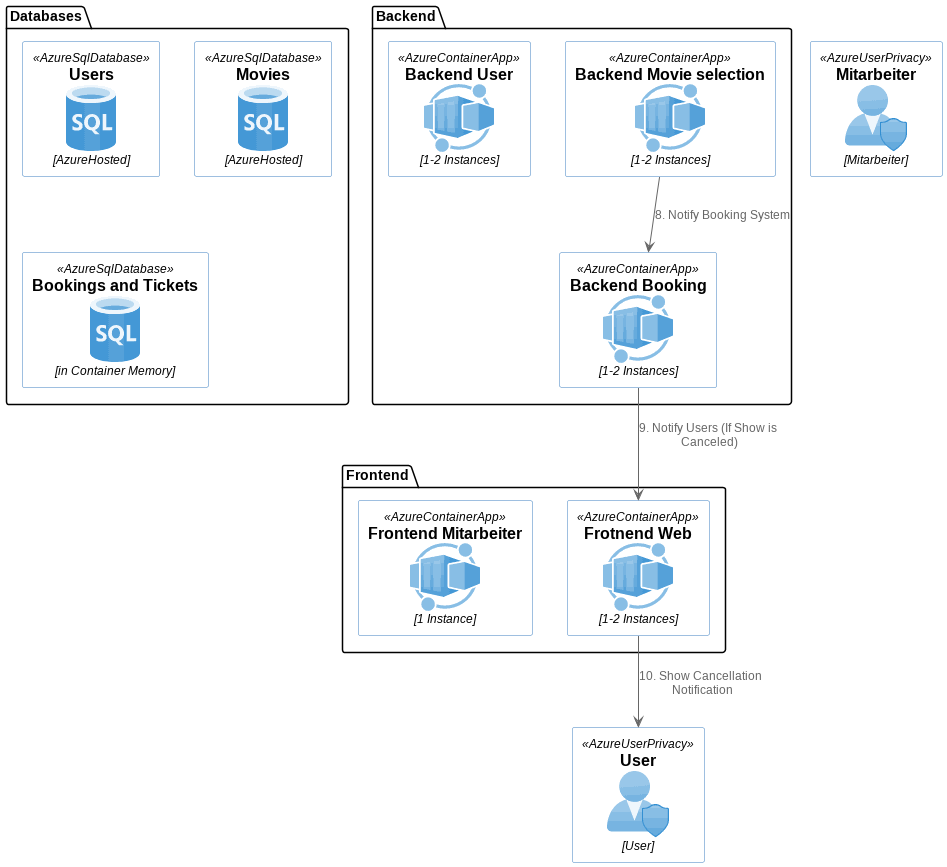 Databases
«AzureSqlDatabase»
Users
SQL
[AzureHosted]
«AzureSqlDatabase»
Movies
SQL
[AzureHosted]
«AzureSqlDatabase»
Bookings and Tickets
SQL
[in Container Memory]
Backend
«AzureContainerApp»
Backend User
[1-2 Instances]
«AzureContainerApp»
Backend Movie selection
[1-2 Instances]
8. Notify Booking System
«AzureContainerApp»
Backend Booking
[1-2 Instances]
«AzureUserPrivacy»
Mitarbeiter
[Mitarbeiter]
9. Notify Users (If Show is
Canceled)
Frontend
«AzureContainerApp»
Frontend Mitarbeiter
[1 Instance]
«AzureContainerApp»
Frotnend Web
[1-2 Instances]
10. Show Cancellation
Notification
«AzureUserPrivacy»
User
[User]